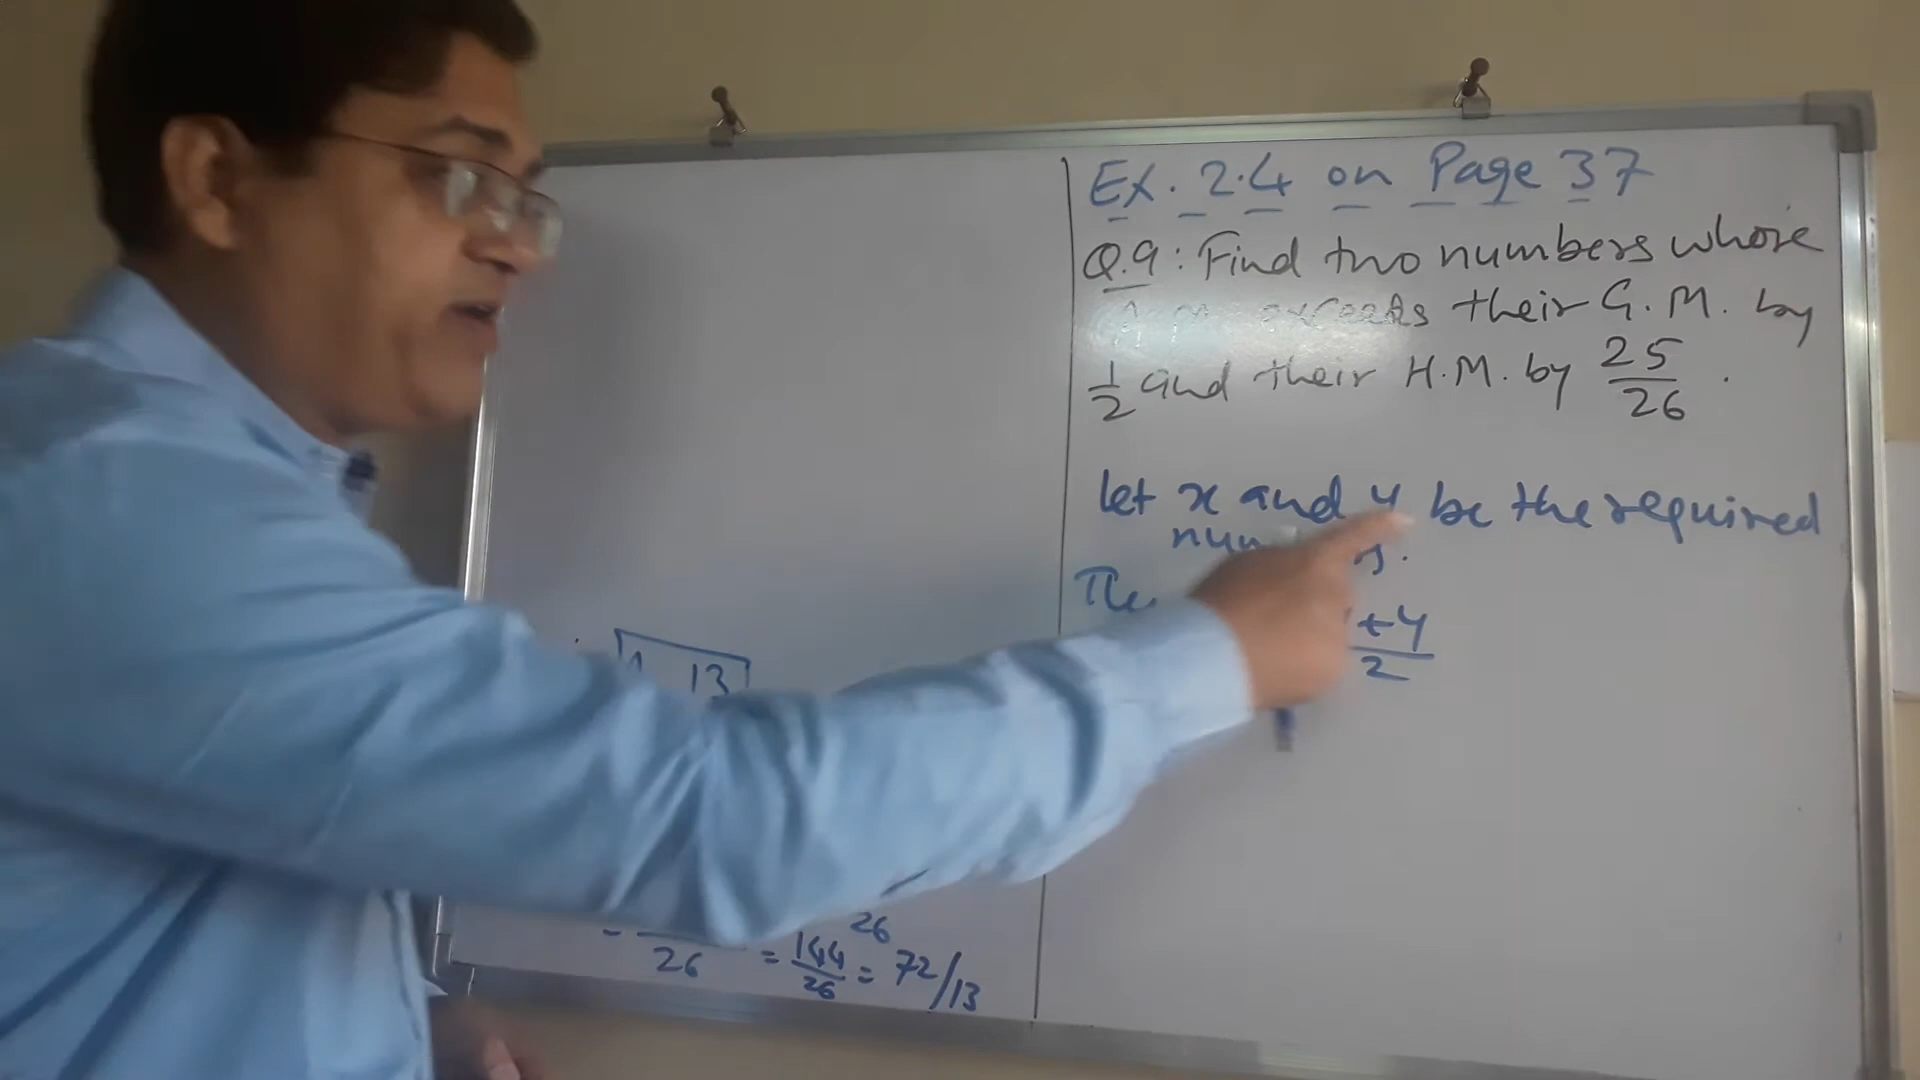 Ex. 2.4 on Page 37
Q.9: Find two numbers whose
exceeds their G.M. by
1/2 and their H.M. by 25/26 .
let x and y be the required
The
+y
2
13
26
26 = 144/26 = 72/13